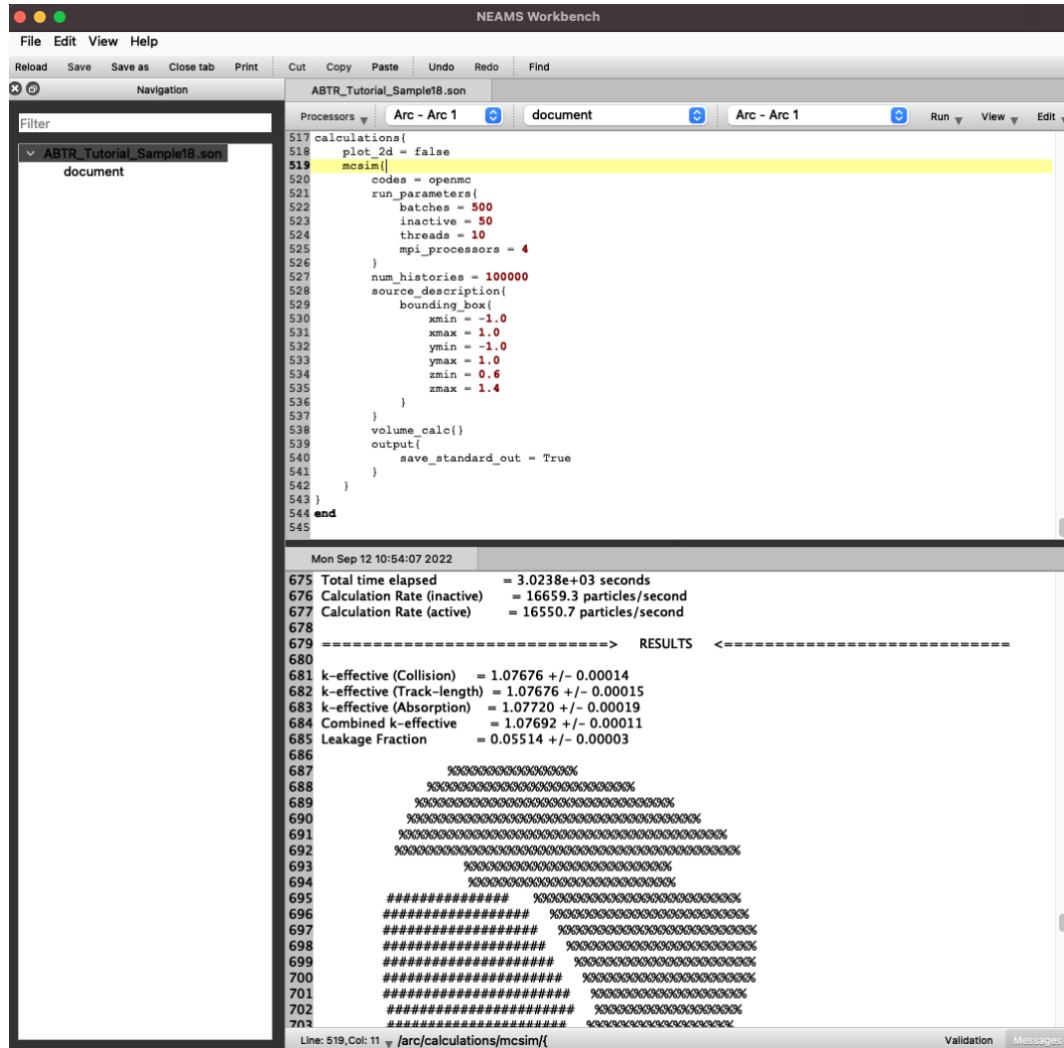 NEAMS Workbench
File Edit View Help
Reload Save Save as Close tab Print Cut Copy Paste Undo Redo Find
Navigation
ABTR_Tutorial_Sample18.son
Filter
ABTR_Tutorial_Sample18.son
document
Processors Arc - Arc 1 document Arc - Arc 1 Run View Edit
517 calculations{
518 plot_2d = false
519 mcsim{
520 codes = openmc
521 run_parameters{
522 batches = 500
523 inactive = 50
524 threads = 10
525 mpi_processors = 4
526 }
527 num_histories = 100000
528 source_description{
529 bounding_box{
530 xmin = -1.0
531 xmax = 1.0
532 ymin = -1.0
533 ymax = 1.0
534 zmin = 0.6
535 zmax = 1.4
536 }
537 }
538 volume_calc{}
539 output{
540 save_standard_out = True
541 }
542 }
543 }
544 end
545
Mon Sep 12 10:54:07 2022
675 Total time elapsed = 3.0238e+03 seconds
676 Calculation Rate (inactive) = 16659.3 particles/second
677 Calculation Rate (active) = 16550.7 particles/second
678
679 ============================> RESULTS <============================
680
681 k-effective (Collision) = 1.07676 +/- 0.00014
682 k-effective (Track-length) = 1.07676 +/- 0.00015
683 k-effective (Absorption) = 1.07720 +/- 0.00019
684 Combined k-effective = 1.07692 +/- 0.00011
685 Leakage Fraction = 0.05514 +/- 0.00003
686
687
688
689
690
691
692
693
694
695
696
697
698
699
700
701
702
703
Line: 519,Col: 11 /arc/calculations/mcsim/{
Validation Messages